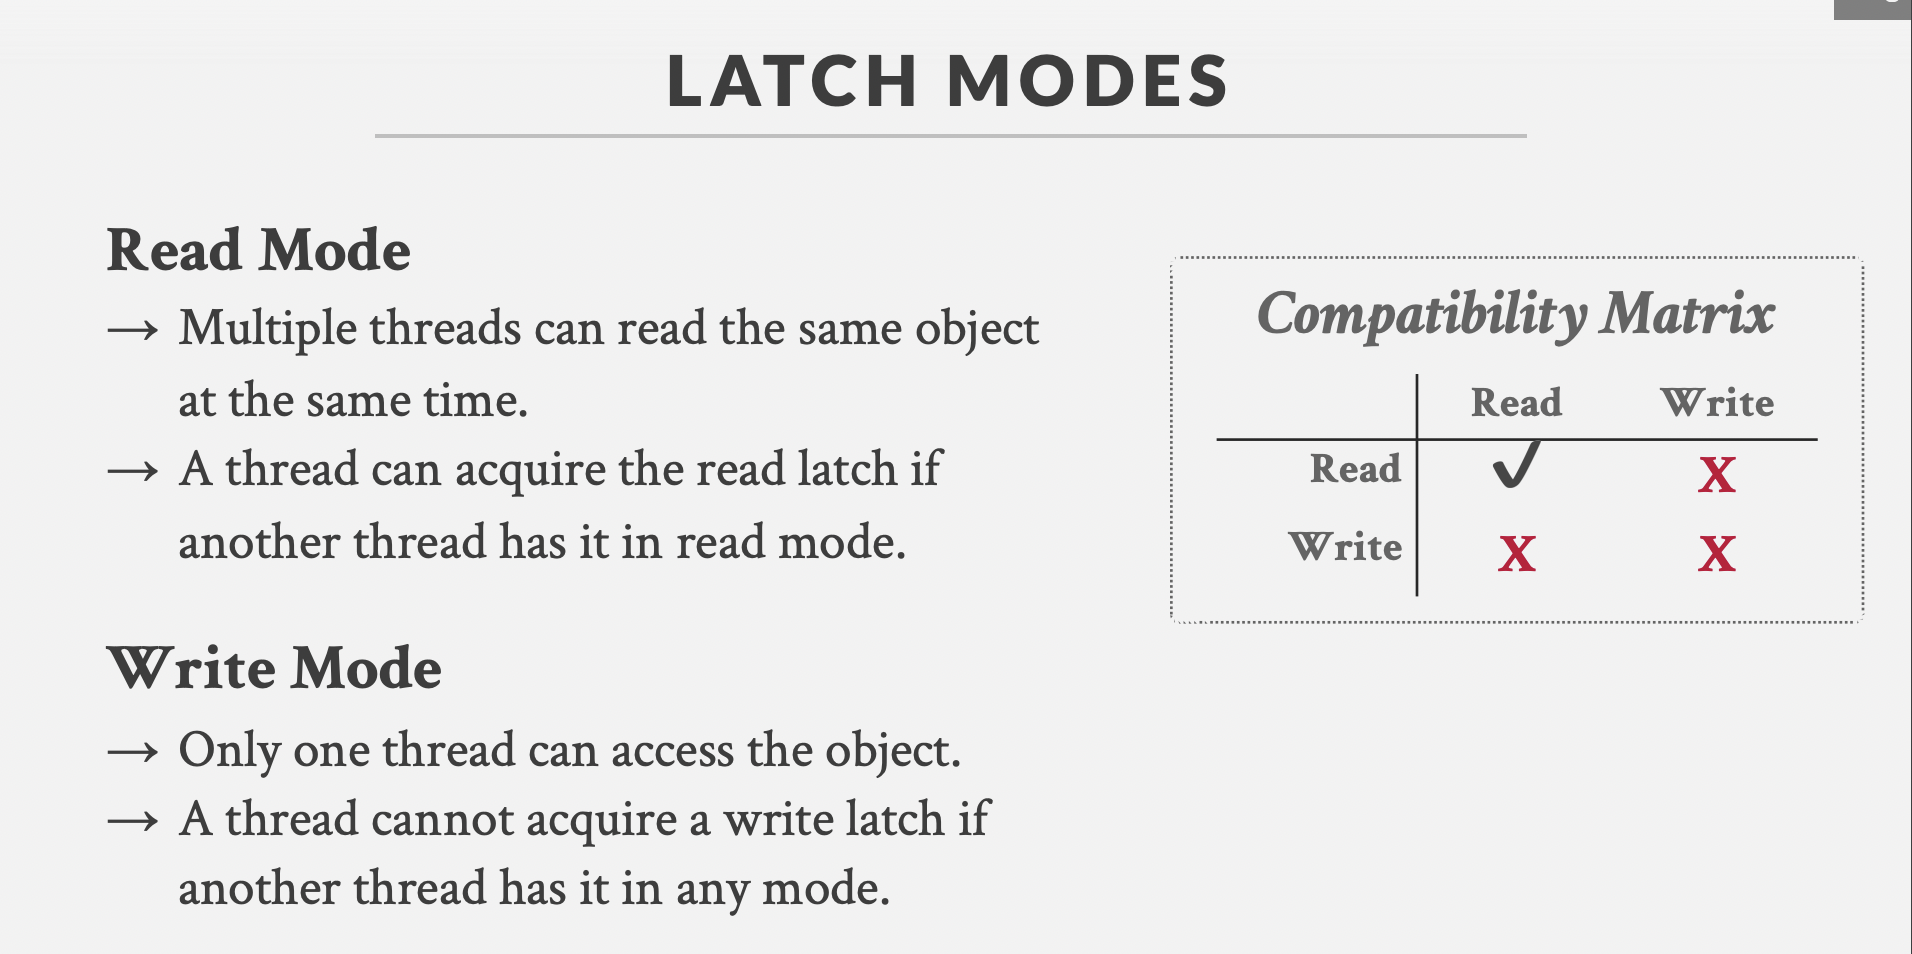 LATCH MODES
Read Mode
→ Multiple threads can read the same object
at the same time.
→ A thread can acquire the read latch if
another thread has it in read mode.
Write Mode
→ Only one thread can access the object.
→ A thread cannot acquire a write latch if
another thread has it in any mode.
Compatibility Matrix
Read Write
Read ✓ X
Write X X